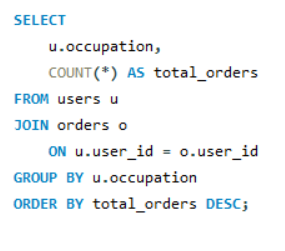 SELECT
    u.occupation,
    COUNT(*) AS total_orders
FROM users u
JOIN orders o
    ON u.user_id = o.user_id
GROUP BY u.occupation
ORDER BY total_orders DESC;